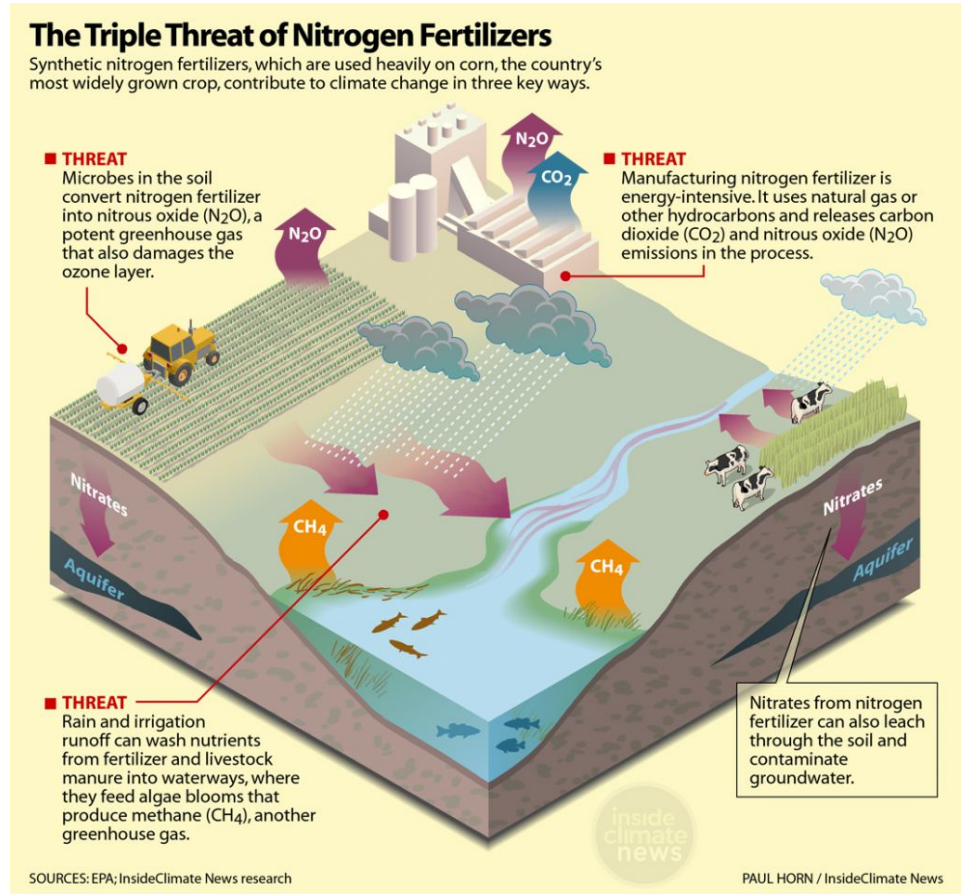 The Triple Threat of Nitrogen Fertilizers
Synthetic nitrogen fertilizers, which are used heavily on corn, the country's
most widely grown crop, contribute to climate change in three key ways.
THREAT
Microbes in the soil
convert nitrogen fertilizer
into nitrous oxide (N2O), a
potent greenhouse gas
that also damages the
ozone layer.
N2O
N2O
CO2
THREAT
Manufacturing nitrogen fertilizer is
energy-intensive. It uses natural gas or
other hydrocarbons and releases carbon
dioxide (CO2) and nitrous oxide (N2O)
emissions in the process.
Nitrates
Aquifer
CH4
CH4
Nitrates
Aquifer
THREAT
Rain and irrigation
runoff can wash nutrients
from fertilizer and livestock
manure into waterways, where
they feed algae blooms that
produce methane (CH4), another
greenhouse gas.
Nitrates from nitrogen
fertilizer can also leach
through the soil and
contaminate
groundwater.
inside
climate
news
SOURCES: EPA; InsideClimate News research
PAUL HORN / InsideClimate News